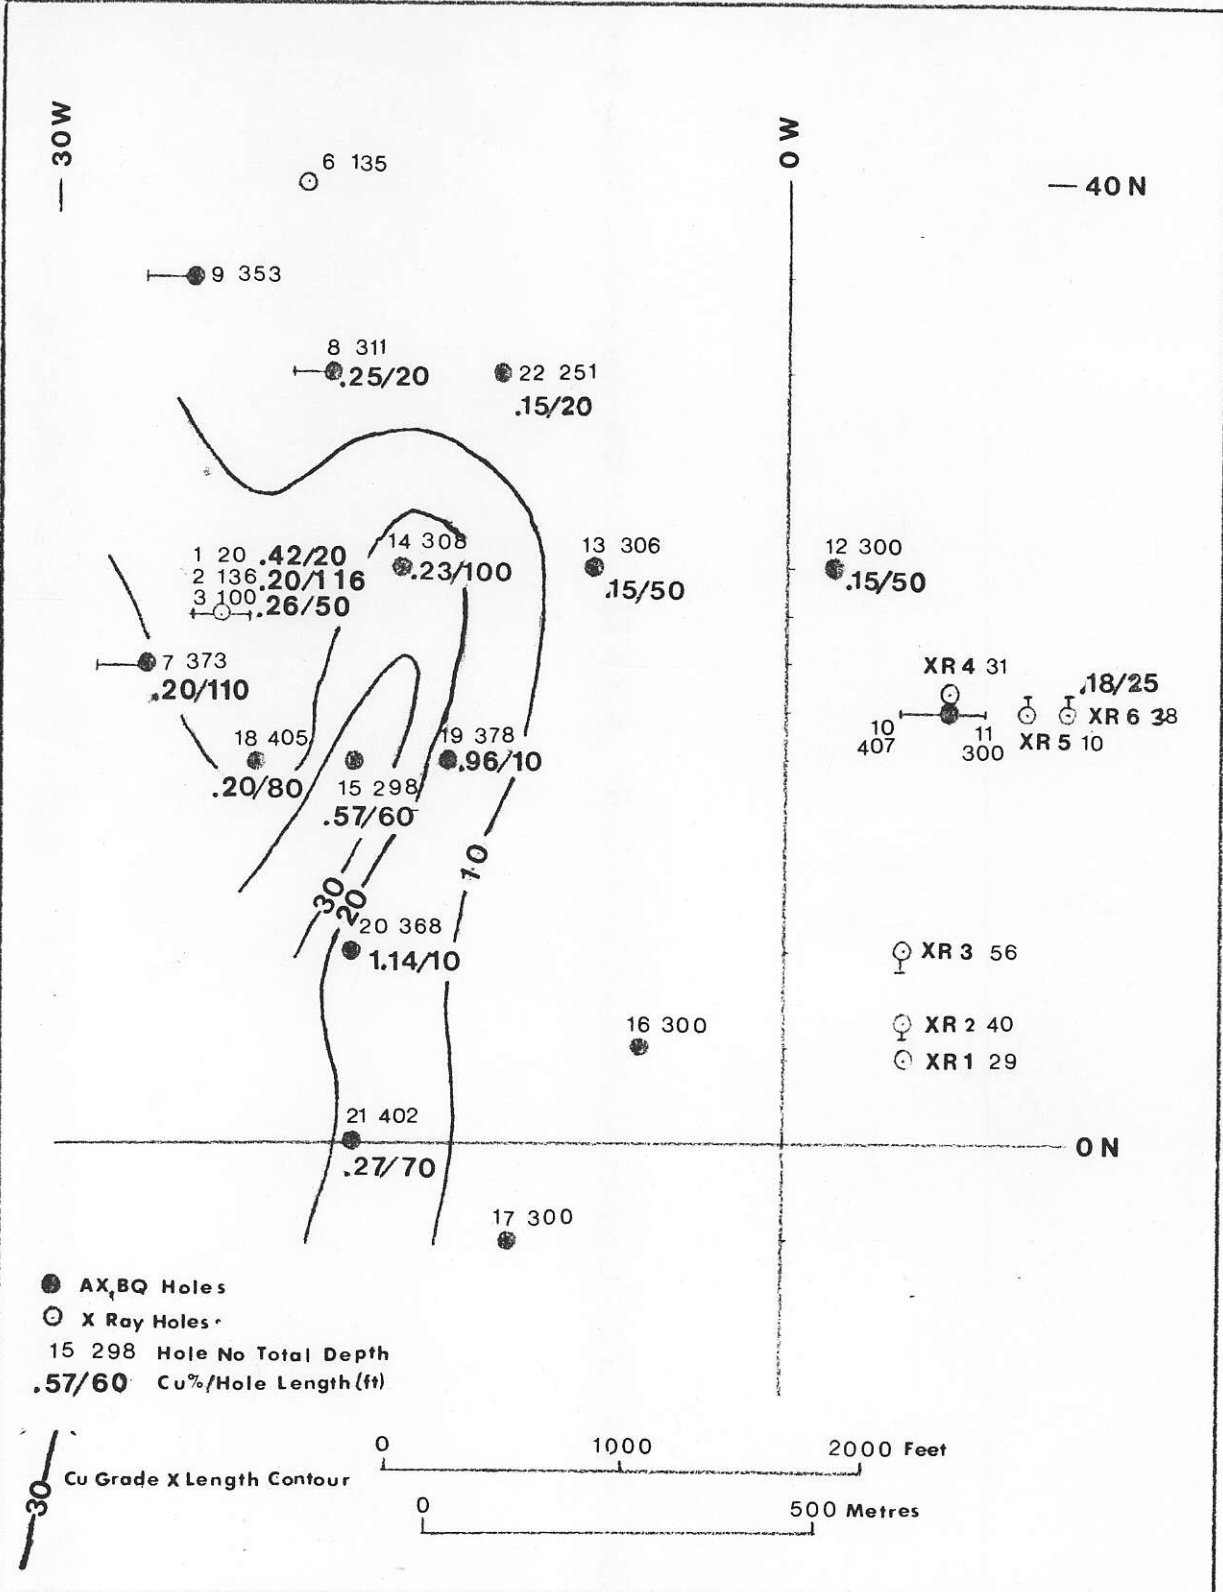 30W
0 W
40 N
6 135
9 353
8 311
.25/20
22 251
.15/20
1 20 .42/20
2 136 .20/116
3 100 .26/50
14 308
.23/100
13 306
.15/50
12 300
.15/50
7 373
.20/110
XR 4 31
.18/25
XR 6 38
10
407
11
300
XR 5 10
18 405
.20/80
15 298
.57/60
19 378
.96/10
10
30
20
20 368
1.14/10
XR 3 56
16 300
XR 2 40
XR 1 29
21 402
.27/70
0 N
17 300
AX,BQ Holes
X Ray Holes
15 298 Hole No Total Depth
.57/60 Cu%/Hole Length (ft)
30 Cu Grade X Length Contour
0 1000 2000 Feet
0 500 Metres